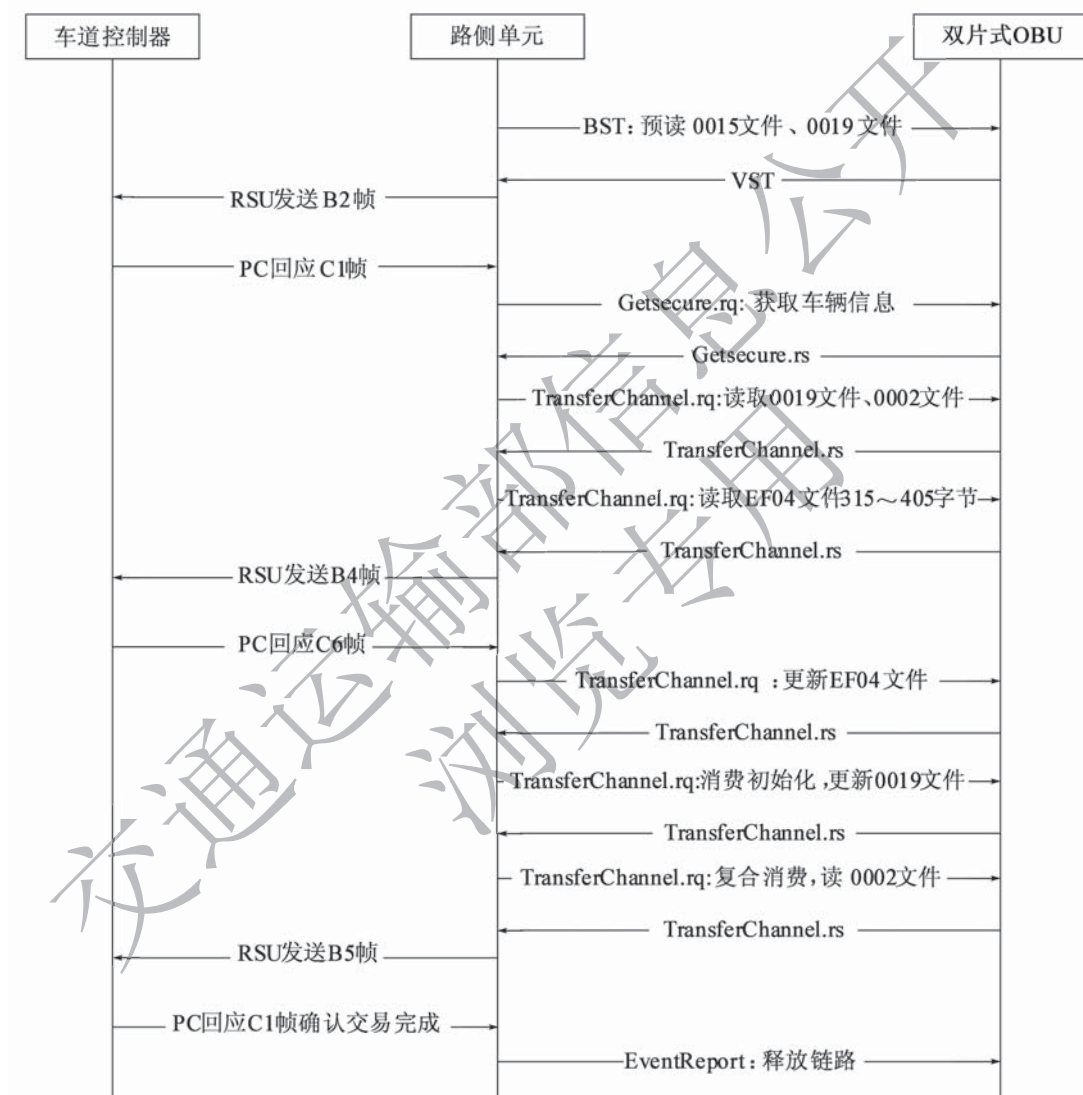 车道控制器 路侧单元 双片式OBU
BST：预读 0015文件、0019文件
VST
RSU发送B2帧
PC回应C1帧
Getsecure.rq：获取车辆信息
Getsecure.rs
TransferChannel.rq:读取0019文件、0002文件
TransferChannel.rs
TransferChannel.rq:读取EF04文件315～405字节
TransferChannel.rs
RSU发送B4帧
PC回应C6帧
TransferChannel.rq ：更新EF04文件
TransferChannel.rs
TransferChannel.rq:消费初始化,更新0019文件
TransferChannel.rs
TransferChannel.rq:复合消费,读 0002文件
TransferChannel.rs
RSU发送B5帧
PC回应C1帧确认交易完成
EventReport：释放链路
交通运输部信息公开
浏览专用